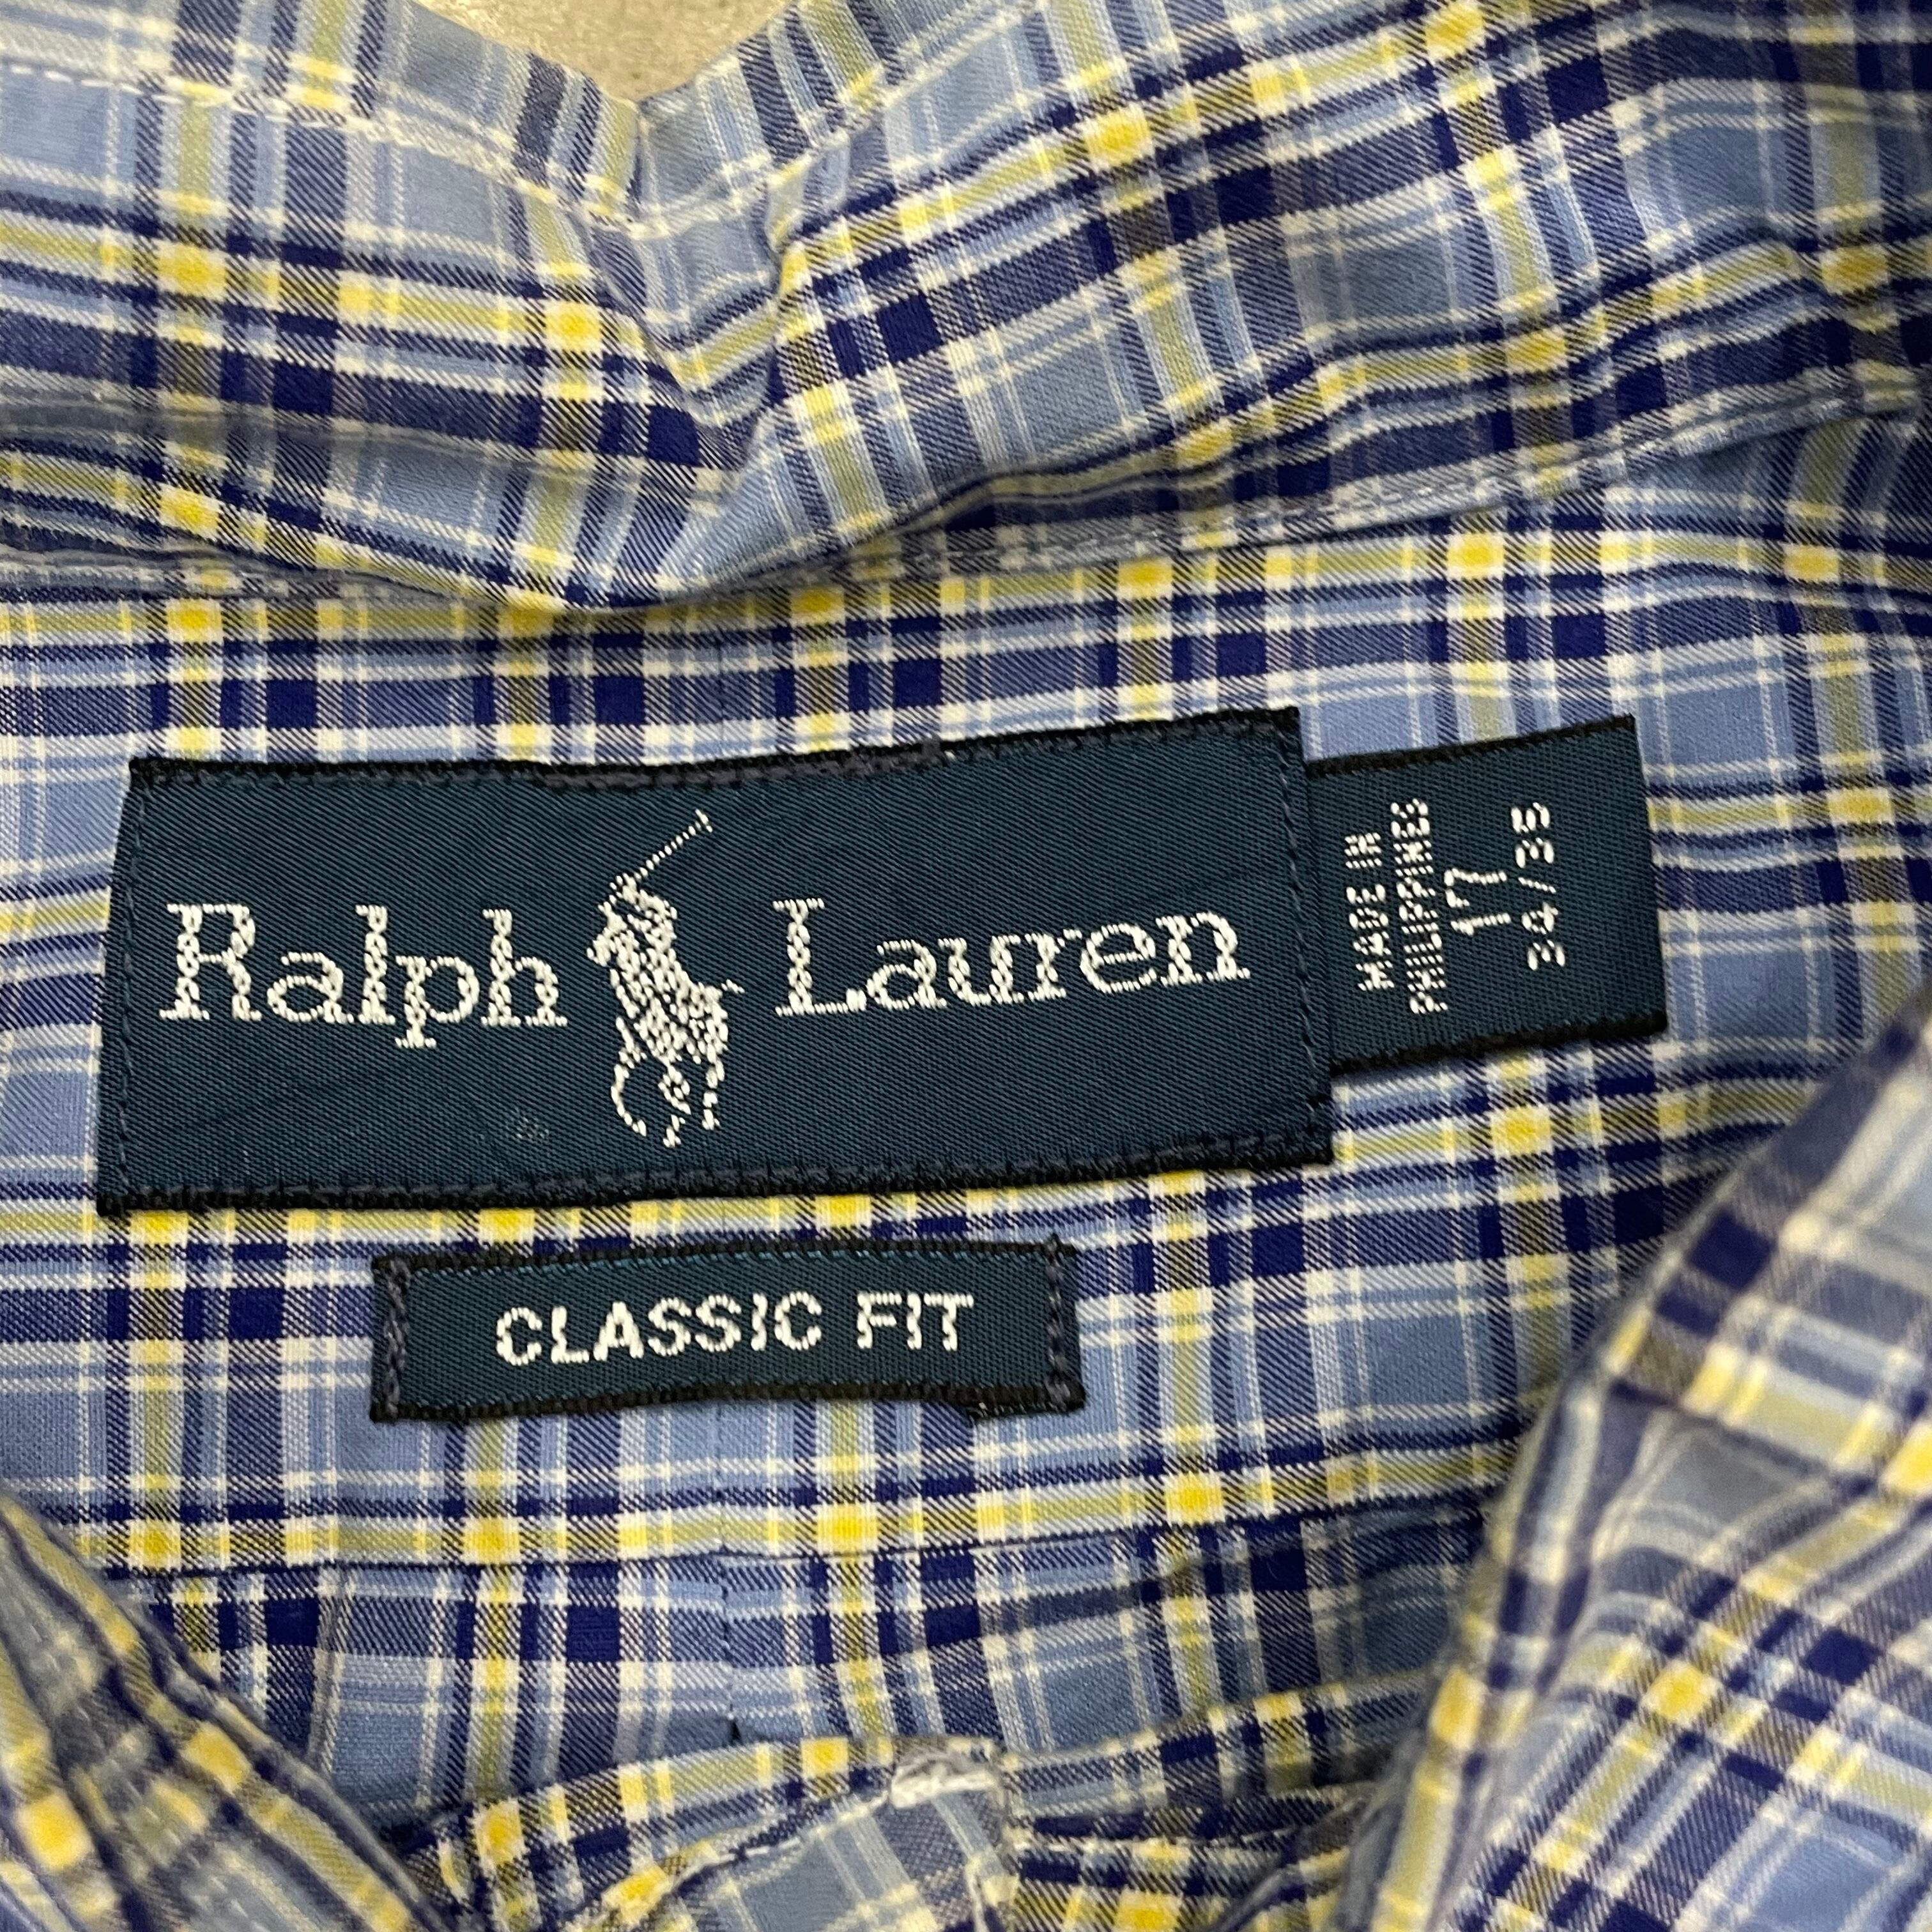 Ralph Lauren
MADE IN
PHILIPPINES
17
34/35
CLASSIC FIT